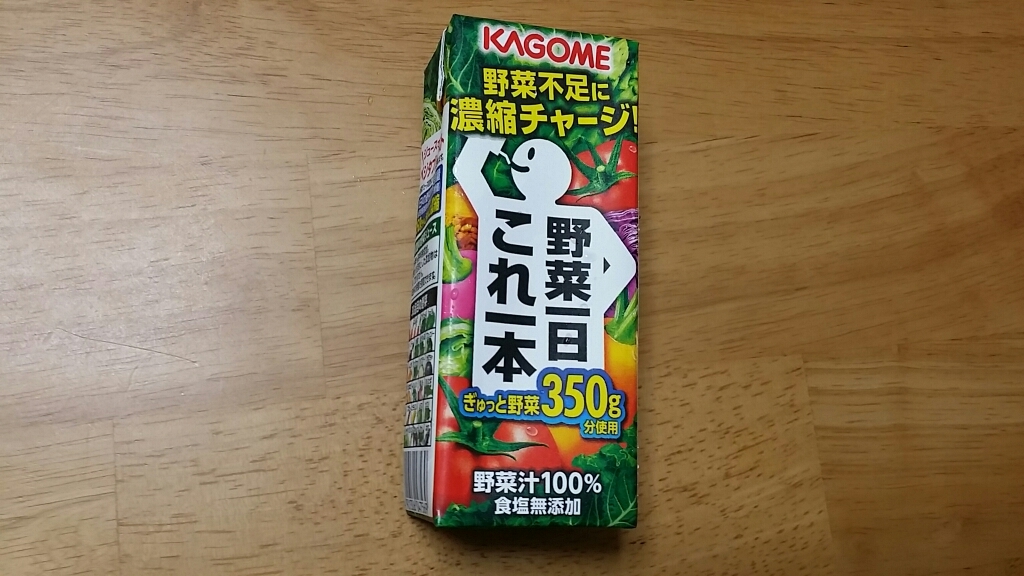 KAGOME
野菜不足に
濃縮チャージ!
野菜一日
これ一本
ぎゅっと野菜350g
分使用
野菜汁100%
食塩無添加